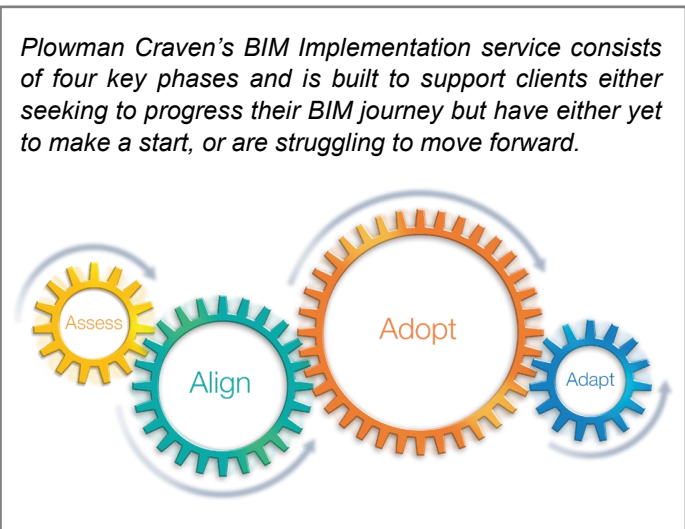 Plowman Craven's BIM Implementation service consists
of four key phases and is built to support clients either
seeking to progress their BIM journey but have either yet
to make a start, or are struggling to move forward.
Assess
Align
Adopt
Adapt